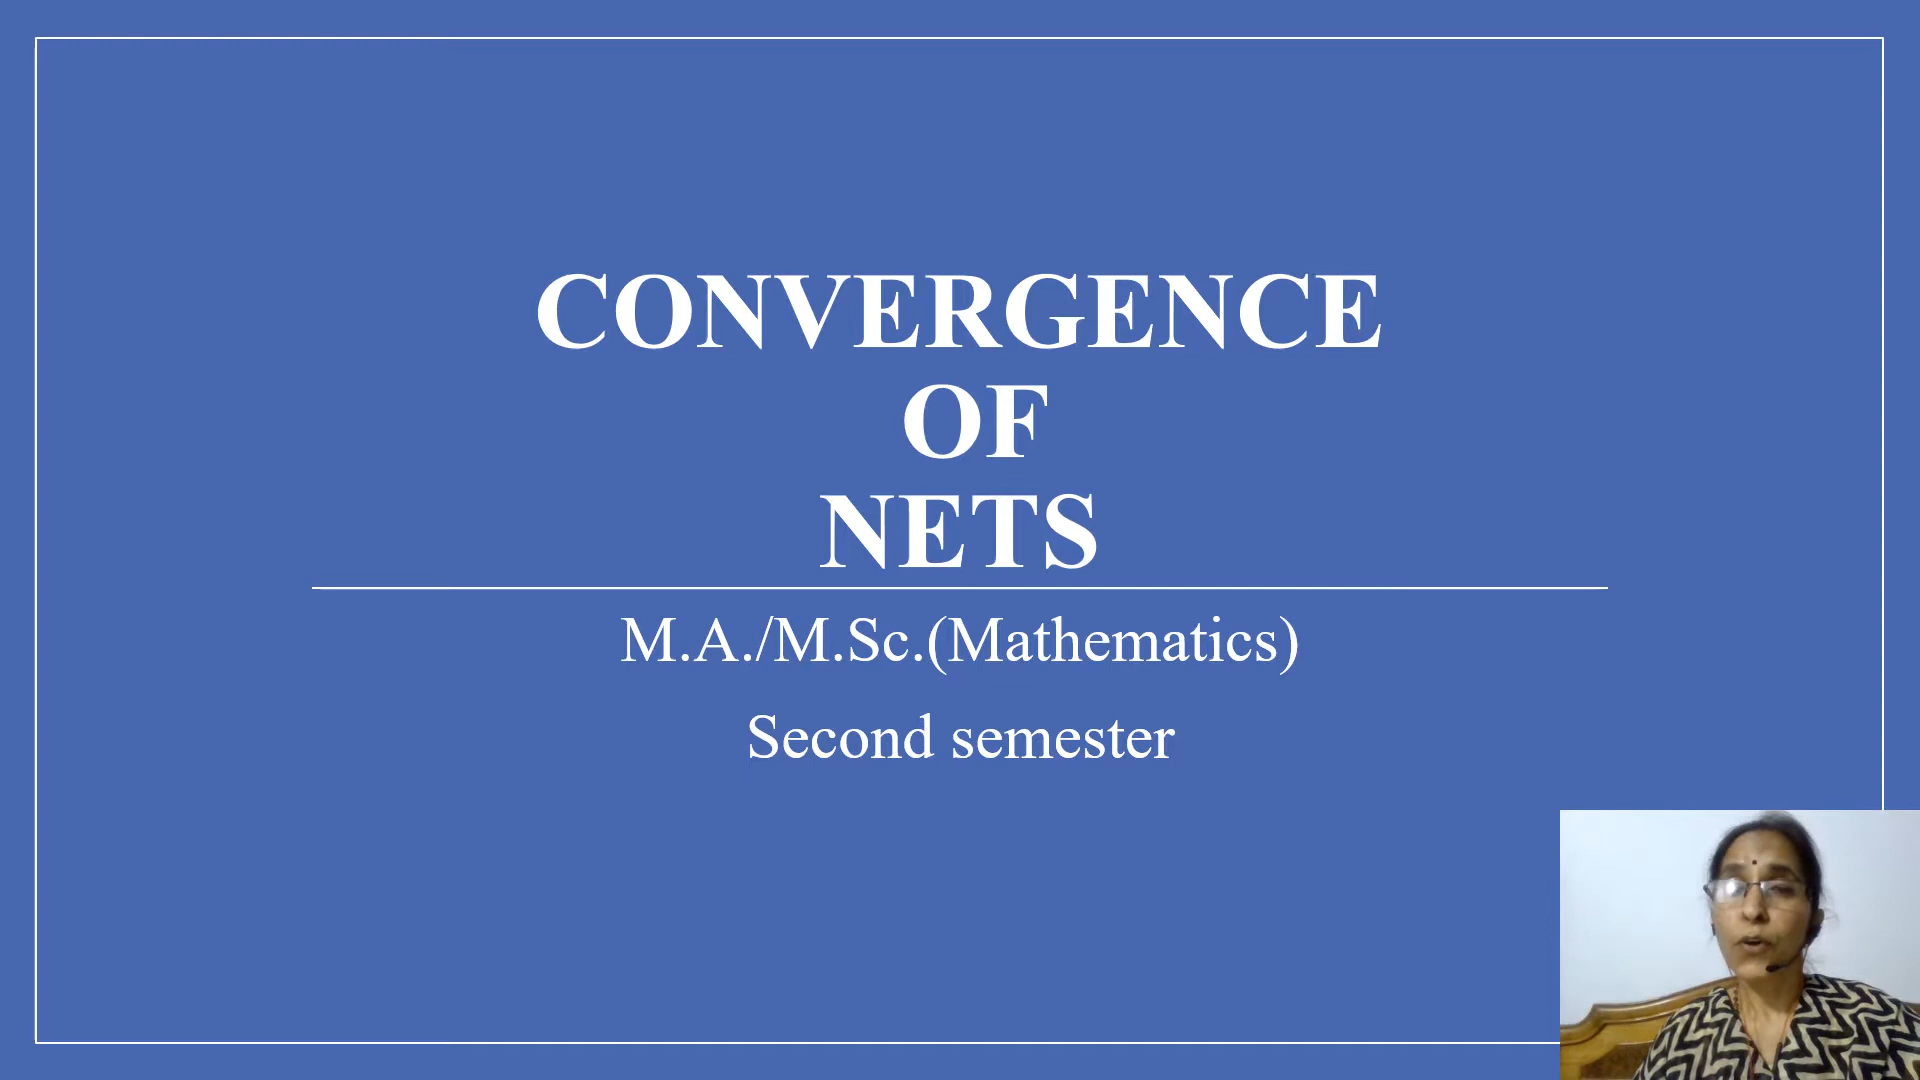 CONVERGENCE
OF
NETS
M.A./M.Sc.(Mathematics)
Second semester